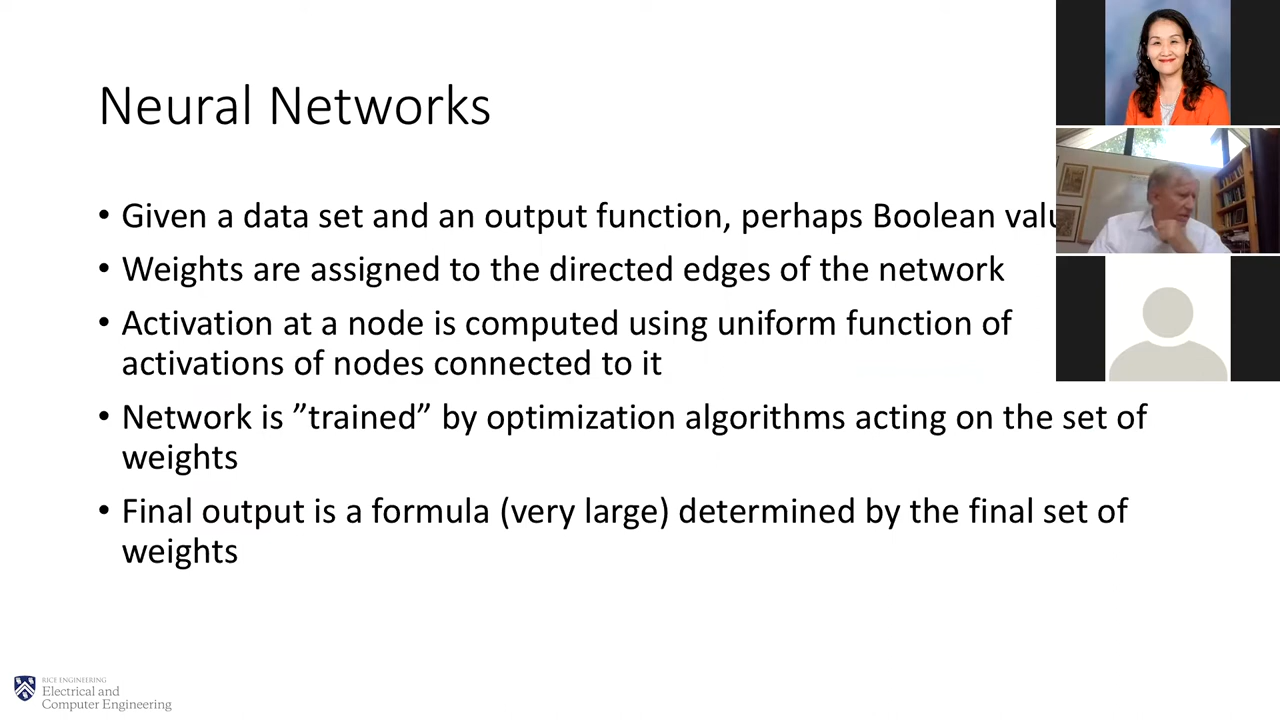 Neural Networks
• Given a data set and an output function, perhaps Boolean
• Weights are assigned to the directed edges of the network
• Activation at a node is computed using uniform function of
activations of nodes connected to it
• Network is ”trained” by optimization algorithms acting on the set of
weights
• Final output is a formula (very large) determined by the final set of
weights
RICE ENGINEERING
Electrical and
Computer Engineering